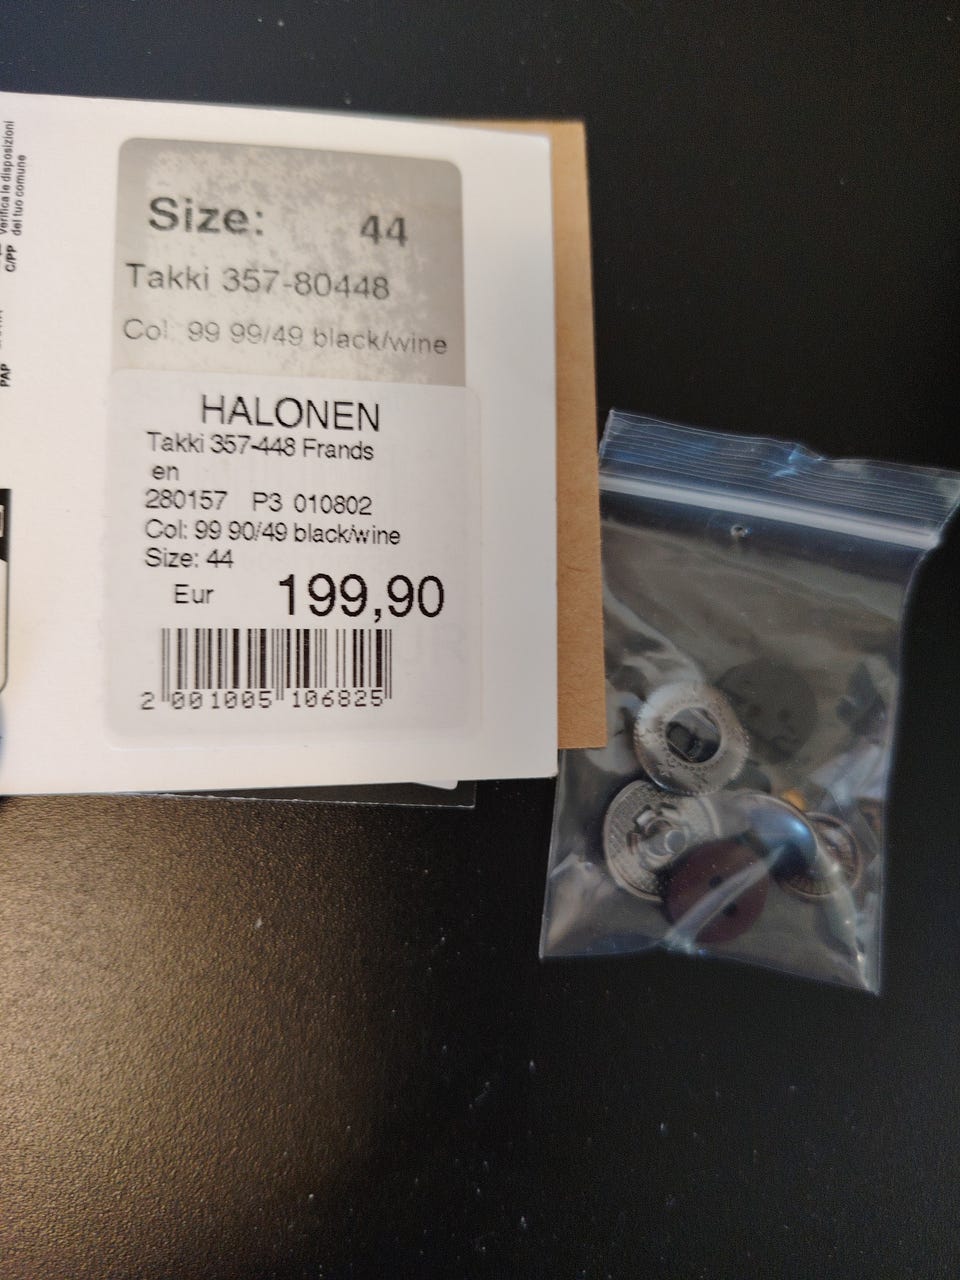 Verifica le disposizioni
del tuo comune
C/PP
PAP
Size: 44
Takki 357-80448
Col: 99 99/49 black/wine
HALONEN
Takki 357-448 Frands
en
280157 P3 010802
Col: 99 90/49 black/wine
Size: 44
Eur 199,90
2 001005 106825